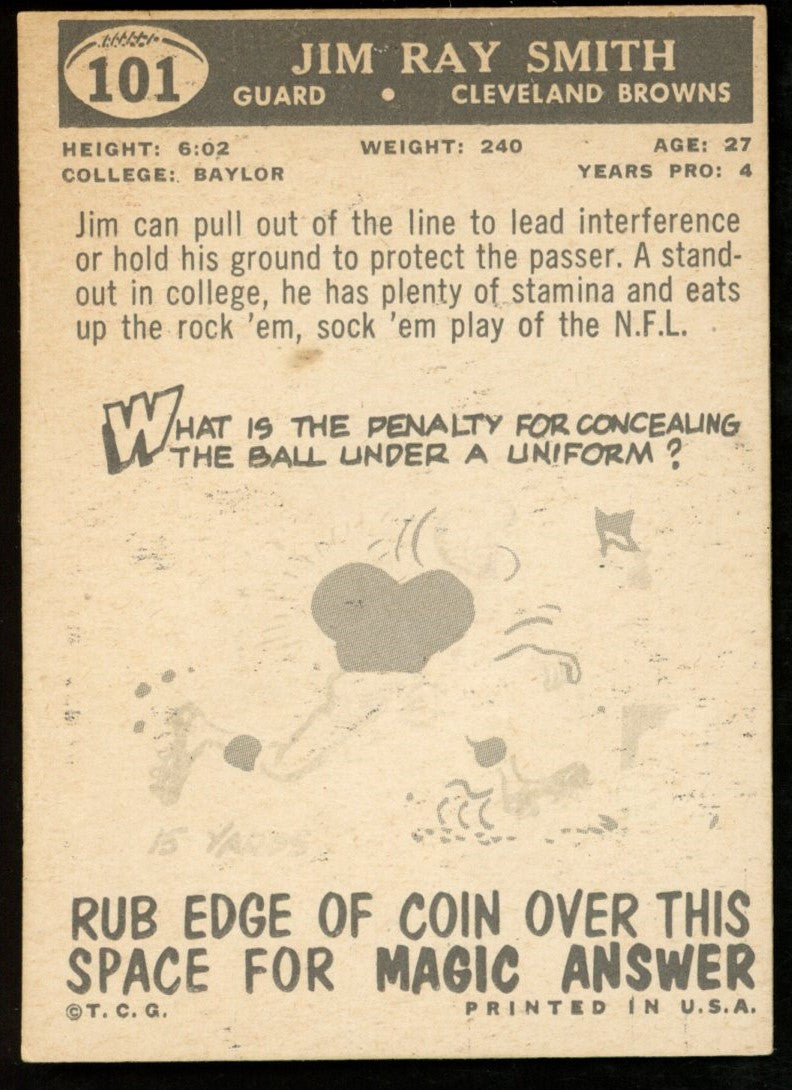 101
JIM RAY SMITH
GUARD • CLEVELAND BROWNS
HEIGHT: 6:02 WEIGHT: 240 AGE: 27
COLLEGE: BAYLOR YEARS PRO: 4
Jim can pull out of the line to lead interference
or hold his ground to protect the passer. A stand-
out in college, he has plenty of stamina and eats
up the rock 'em, sock 'em play of the N.F.L.
WHAT IS THE PENALTY FOR CONCEALING
THE BALL UNDER A UNIFORM?
15 YARDS
RUB EDGE OF COIN OVER THIS
SPACE FOR MAGIC ANSWER
©T. C. G. PRINTED IN U.S.A.